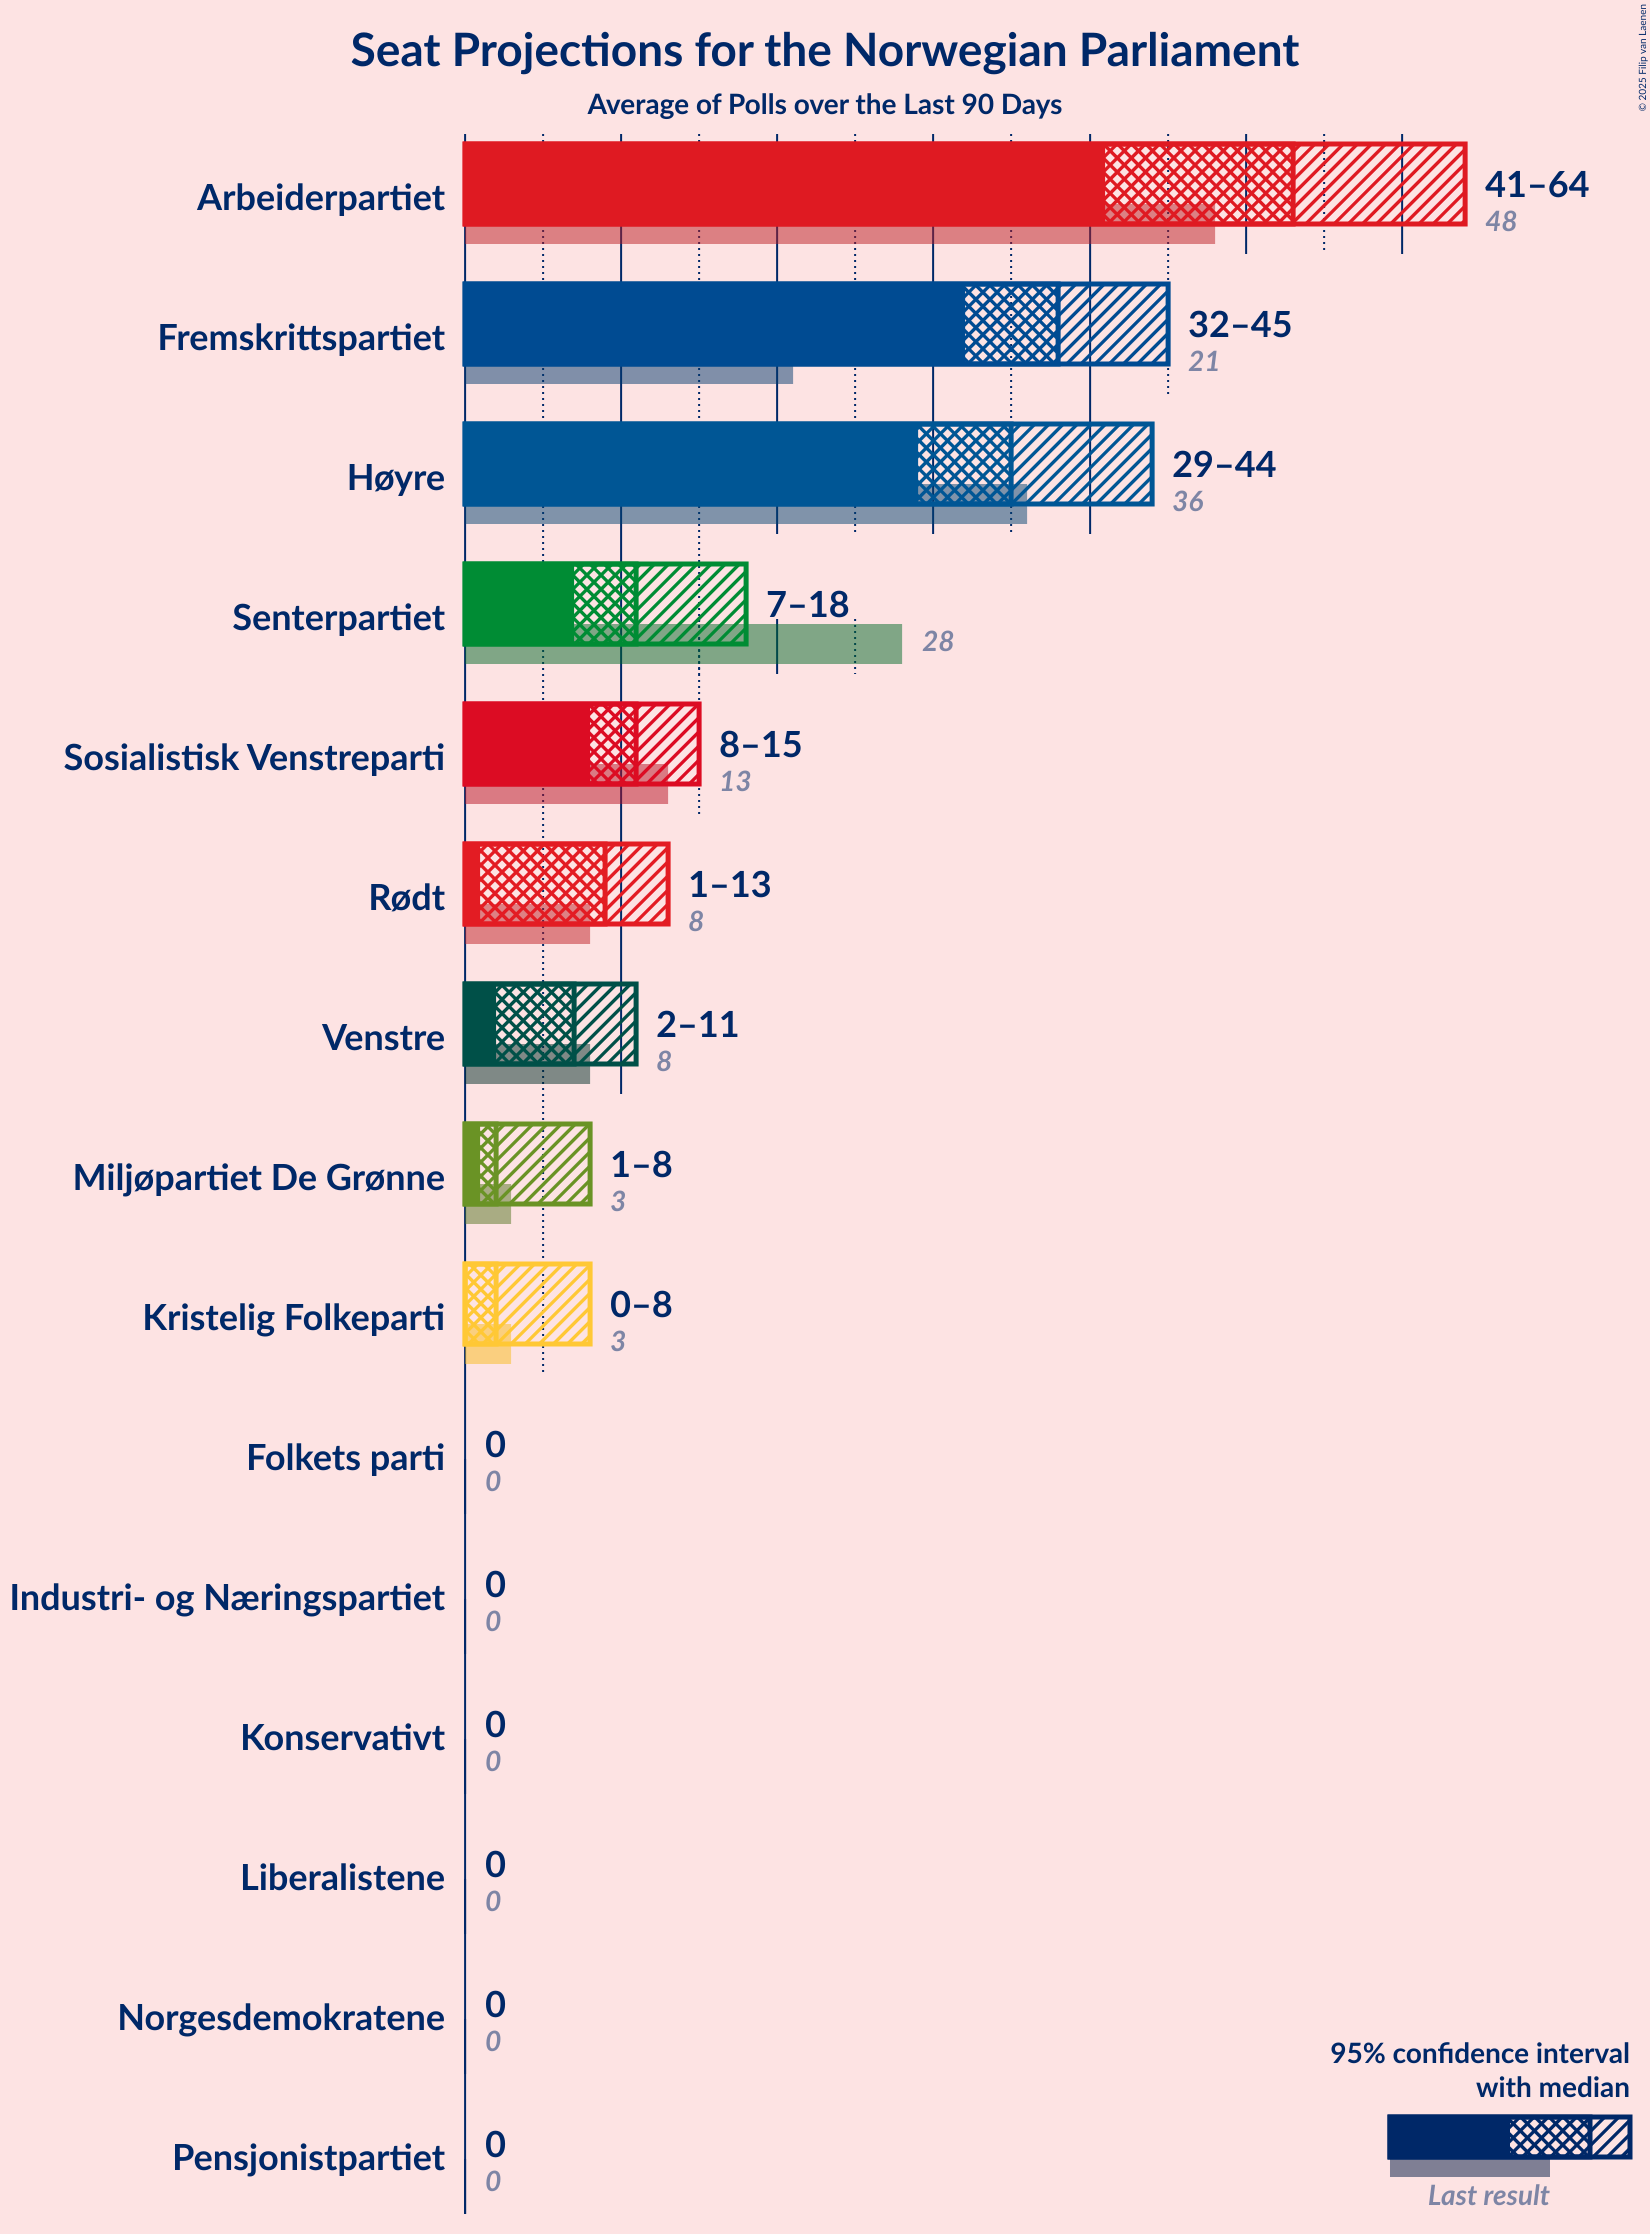 © 2025 Filip van Laenen
Seat Projections for the Norwegian Parliament
Average of Polls over the Last 90 Days
Arbeiderpartiet
41–64
48
Fremskrittspartiet
32–45
21
Høyre
29–44
36
Senterpartiet
7–18
28
Sosialistisk Venstreparti
8–15
13
Rødt
1–13
8
Venstre
2–11
8
Miljøpartiet De Grønne
1–8
3
Kristelig Folkeparti
0–8
3
Folkets parti
0
0
Industri- og Næringspartiet
0
0
Konservativt
0
0
Liberalistene
0
0
Norgesdemokratene
0
0
Pensjonistpartiet
0
0
95% confidence interval
with median
Last result